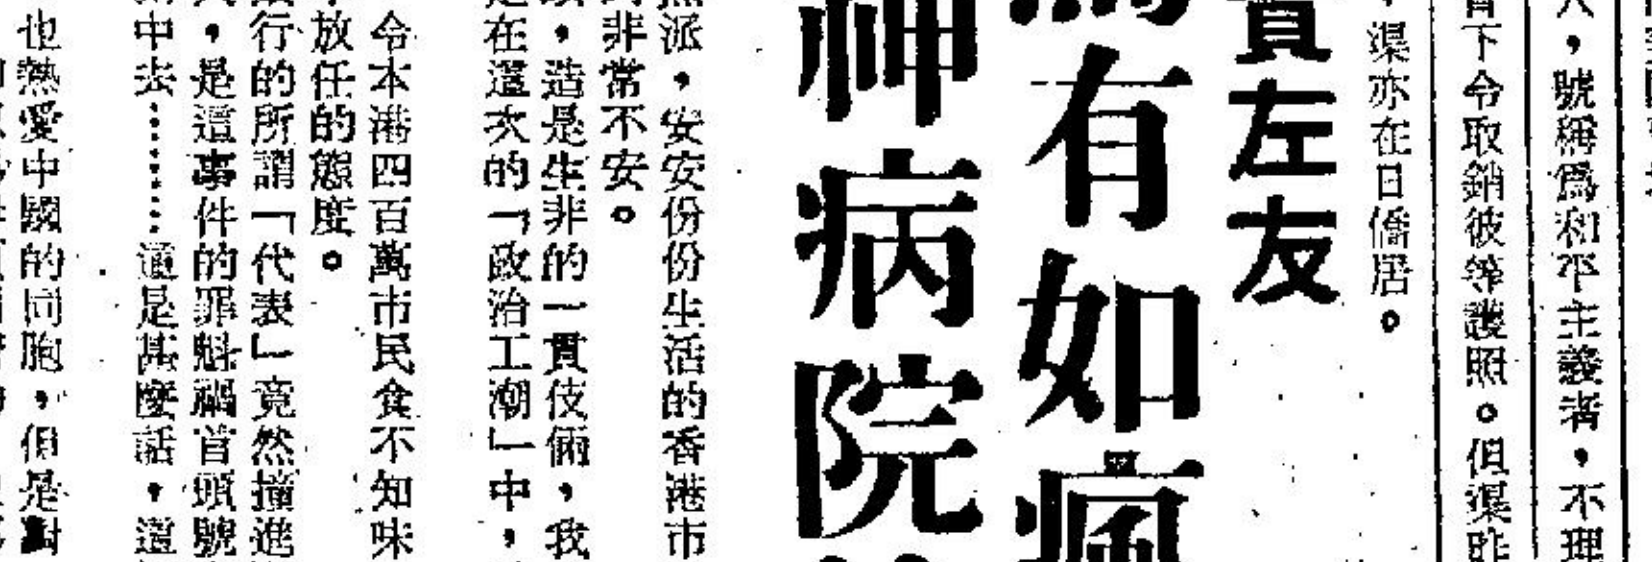 八，號稱爲和平主義者，不理
下令取銷彼等護照。但渠昨
，渠亦在日僑居。
左友
有如瘋
神病院
派，安安份份生活的香港市
非常不安。
，造是生非的一貫伎倆，我
是在這次的「政治工潮」中，
令本港四百萬市民食不知味
放任的態度。
行的所謂「代表」竟然撞進
，是這事件的罪魁禍首頭號
中去………這是甚麼話，這
也熱愛中國的同胞，但是對